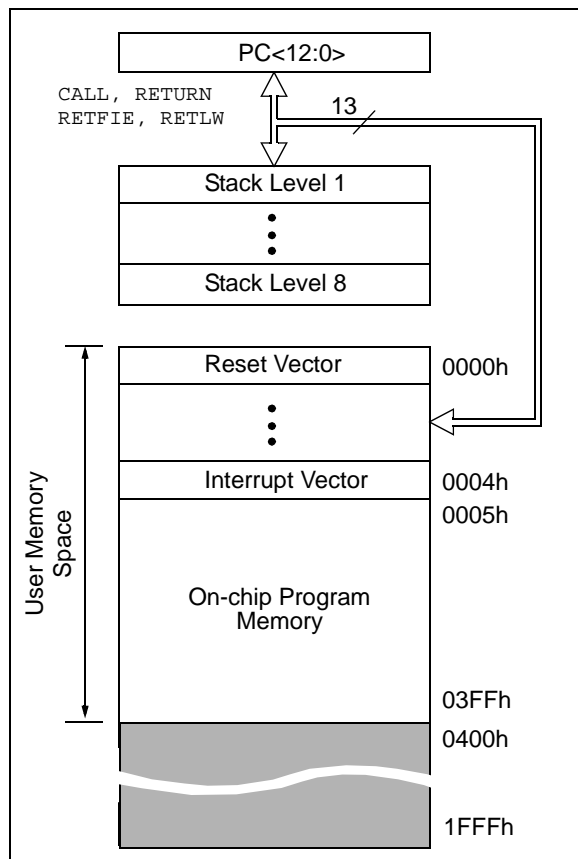 PC<12:0>
CALL, RETURN
RETFIE, RETLW
13
Stack Level 1
Stack Level 8
Reset Vector
0000h
Interrupt Vector
0004h
0005h
User Memory
Space
On-chip Program
Memory
03FFh
0400h
1FFFh